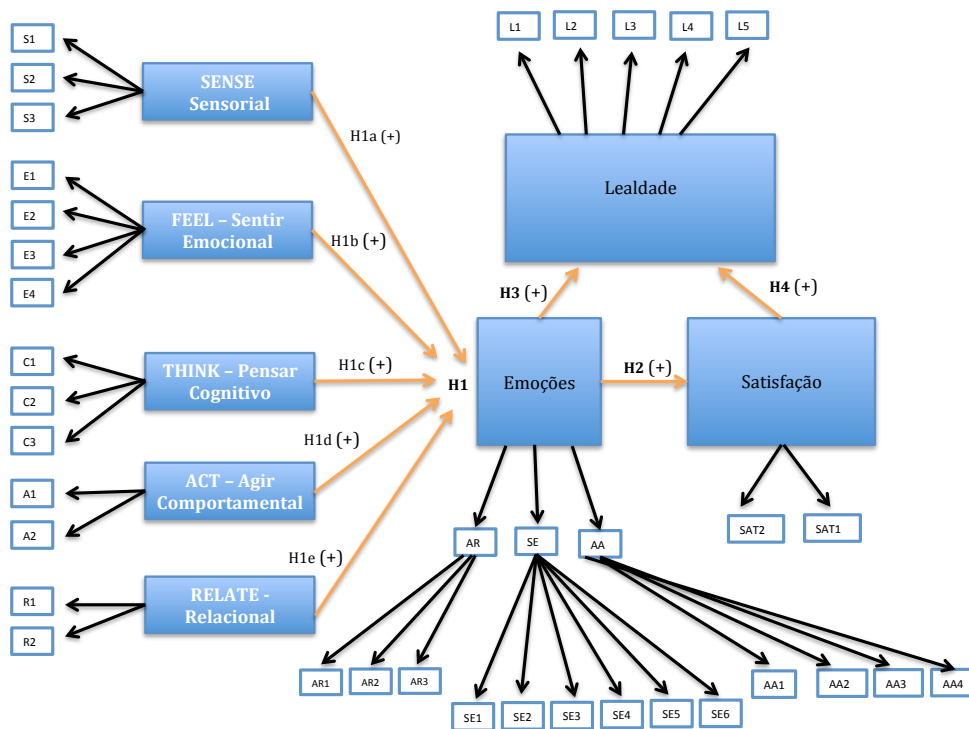 L1
L2
L3
L4
L5
S1
S2
S3
SENSE
Sensorial
H1a (+)
Lealdade
E1
E2
E3
E4
FEEL – Sentir
Emocional
H1b (+)
H3 (+)
H4 (+)
C1
C2
C3
THINK – Pensar
Cognitivo
H1c (+)
H1
Emoções
H2 (+)
Satisfação
A1
A2
ACT – Agir
Comportamental
H1d (+)
R1
R2
RELATE -
Relacional
H1e (+)
AR
SE
AA
SAT2
SAT1
AR1
AR2
AR3
SE1
SE2
SE3
SE4
SE5
SE6
AA1
AA2
AA3
AA4